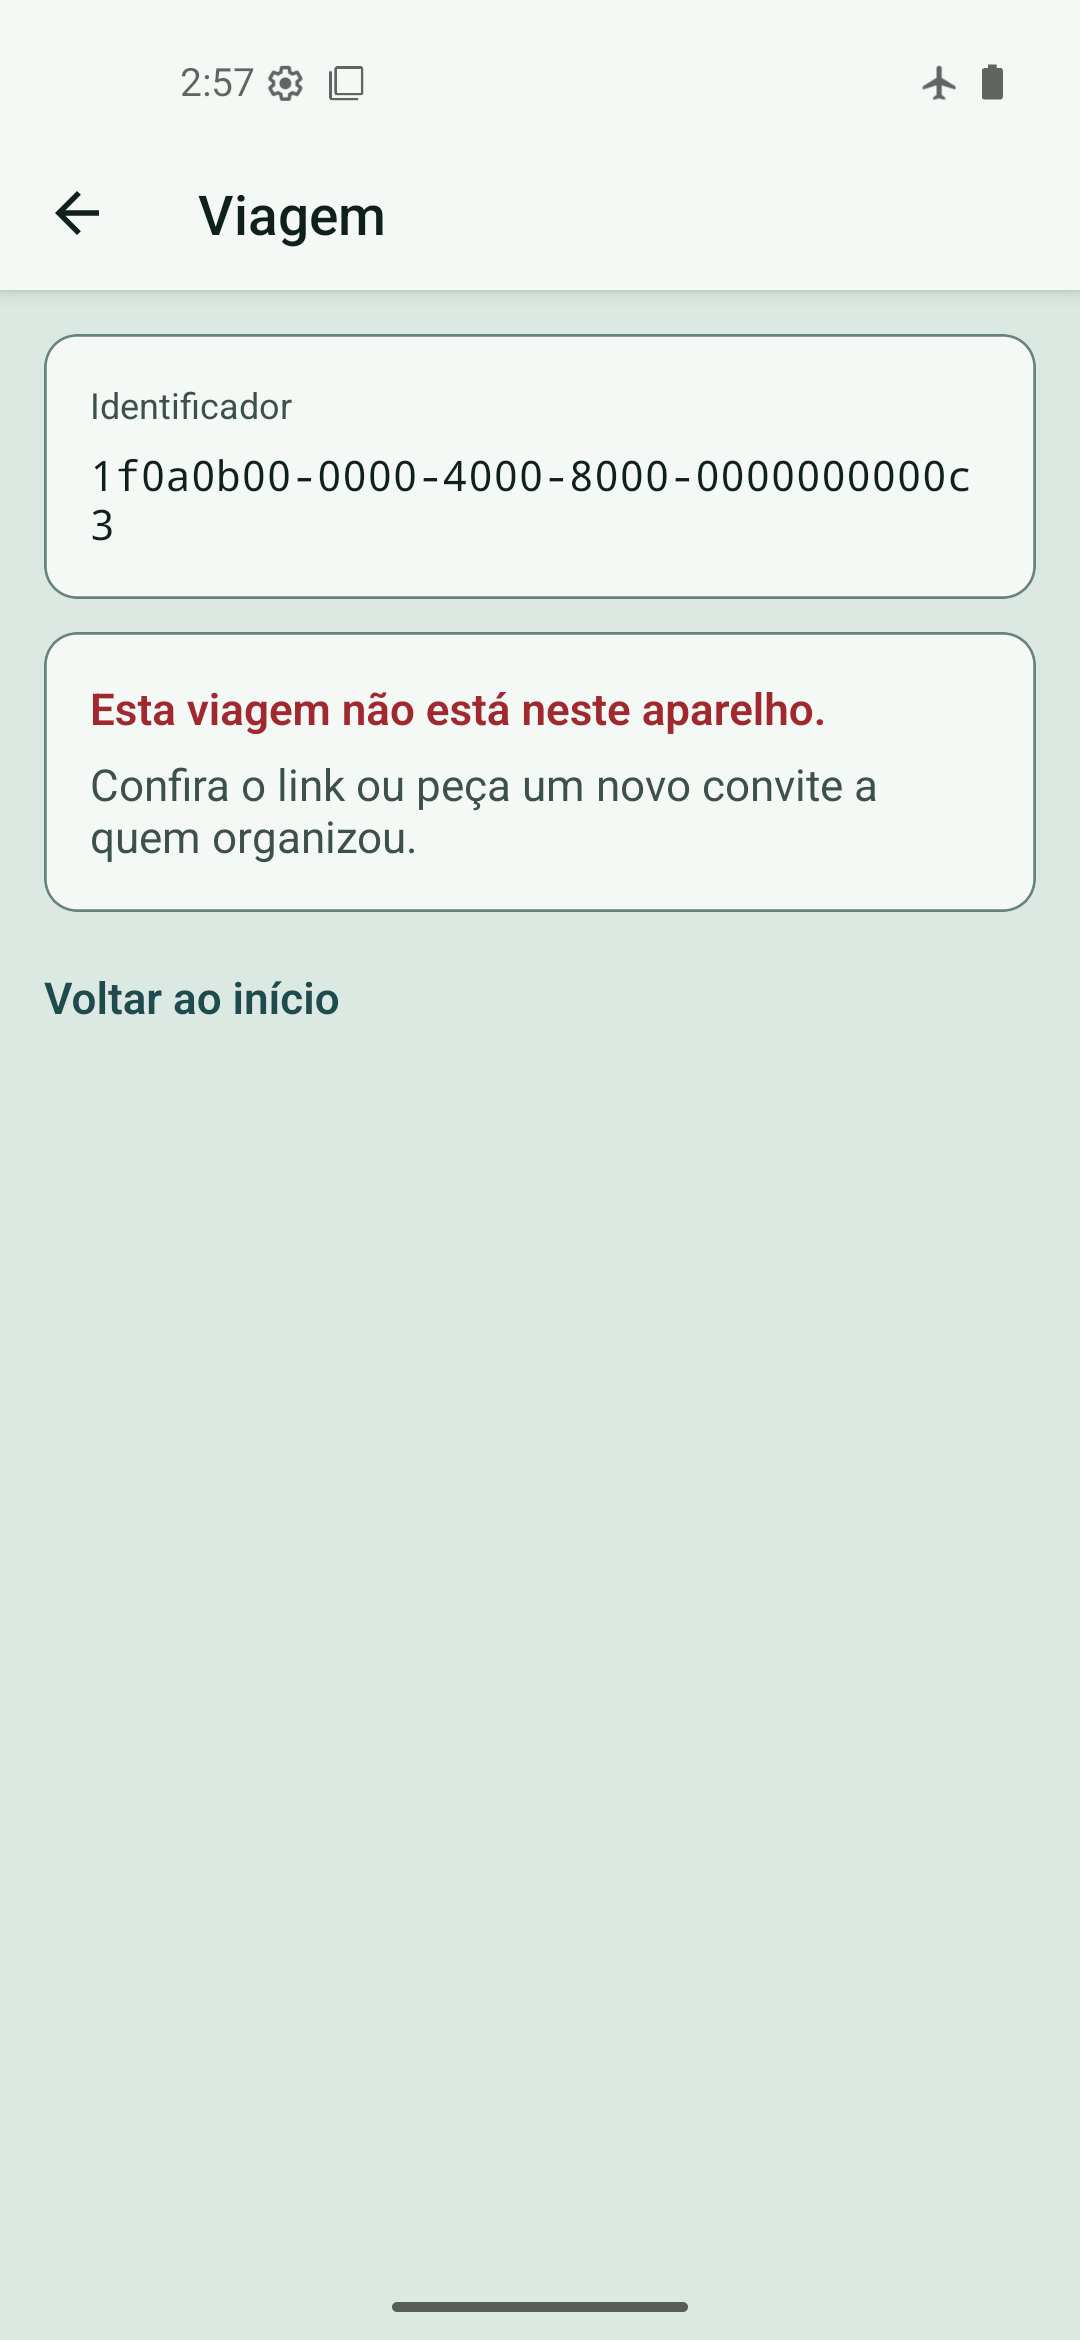 2:57
Viagem
Identificador
1f0a0b00-0000-4000-8000-0000000000c
3
Esta viagem não está neste aparelho.
Confira o link ou peça um novo convite a
quem organizou.
Voltar ao início